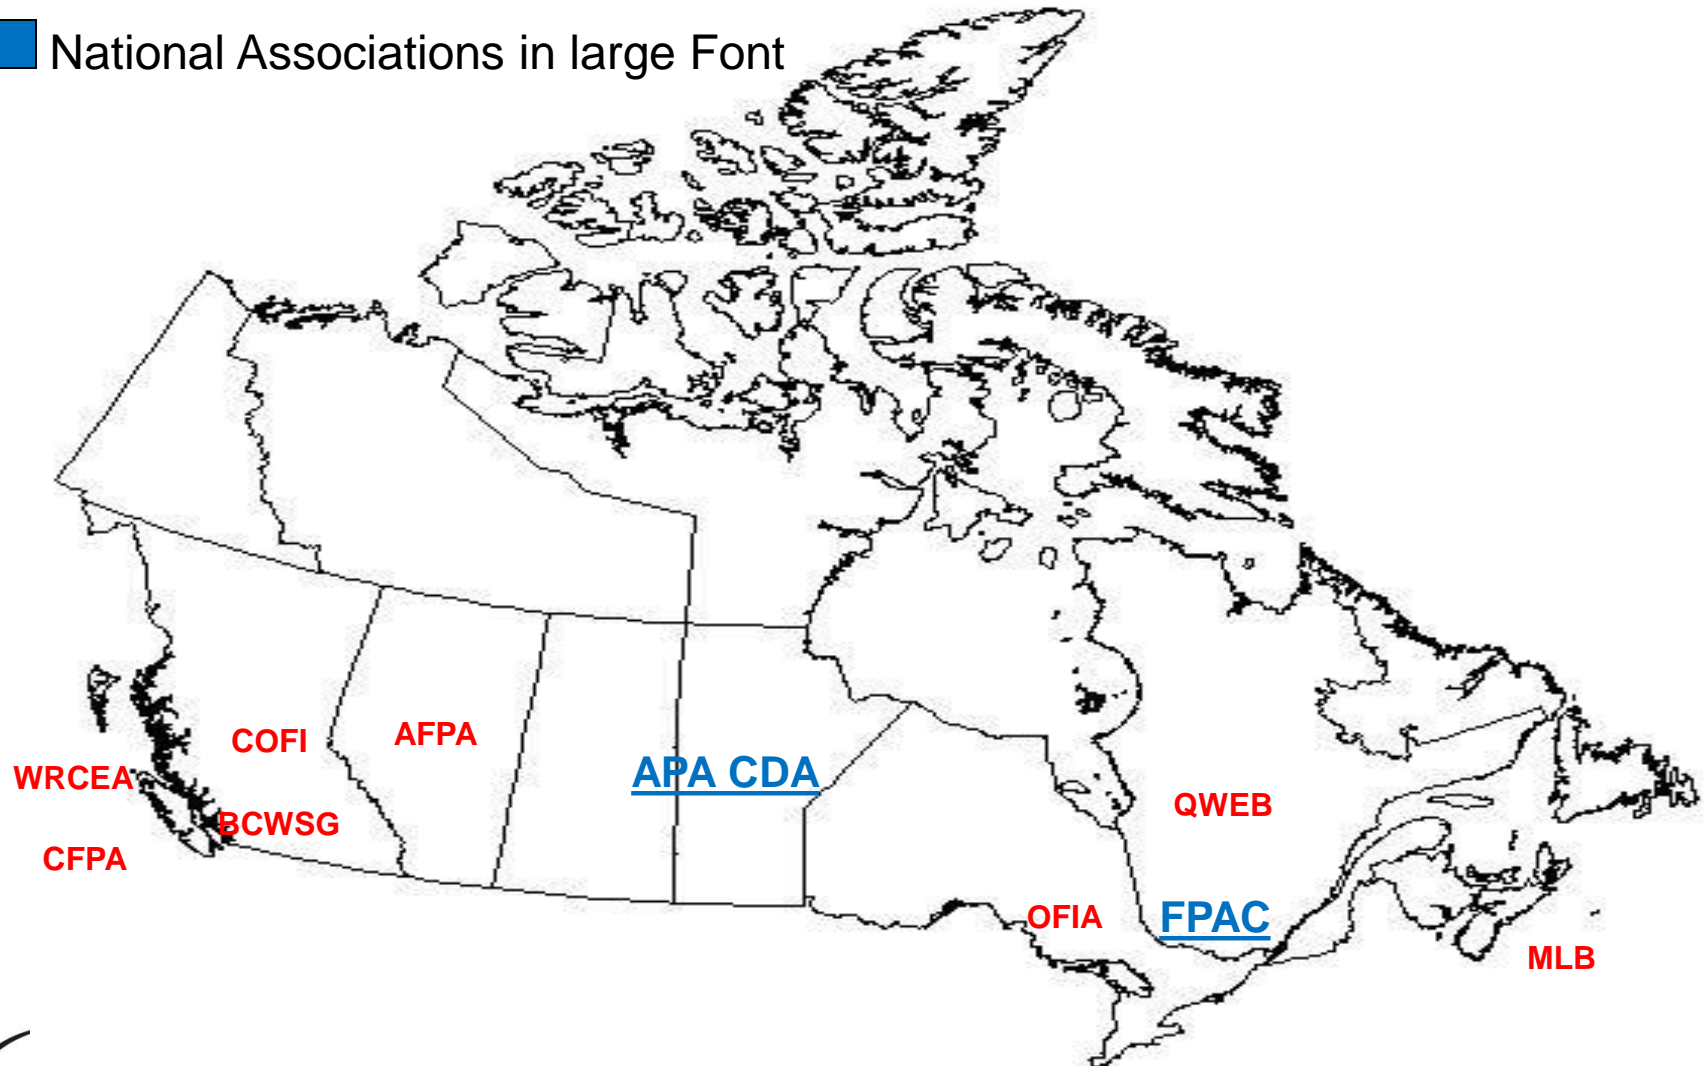 National Associations in large Font
COFI
AFPA
APA CDA
WRCEA
BCWSG
CFPA
QWEB
OFIA
FPAC
MLB